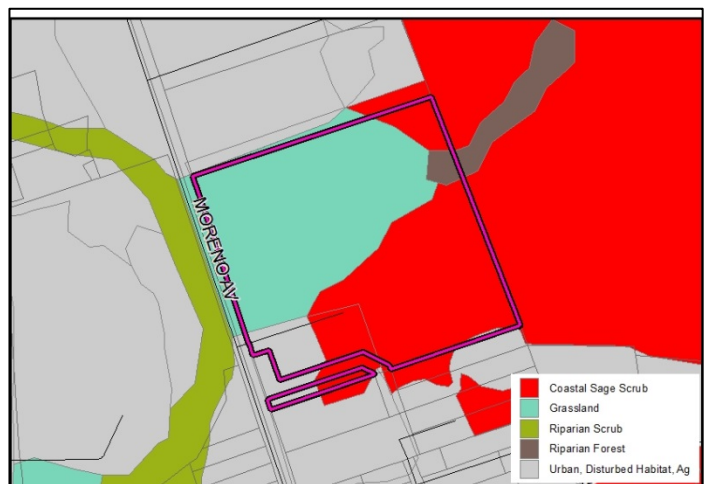 MORENO AV
Coastal Sage Scrub
Grassland
Riparian Scrub
Riparian Forest
Urban, Disturbed Habitat, Ag